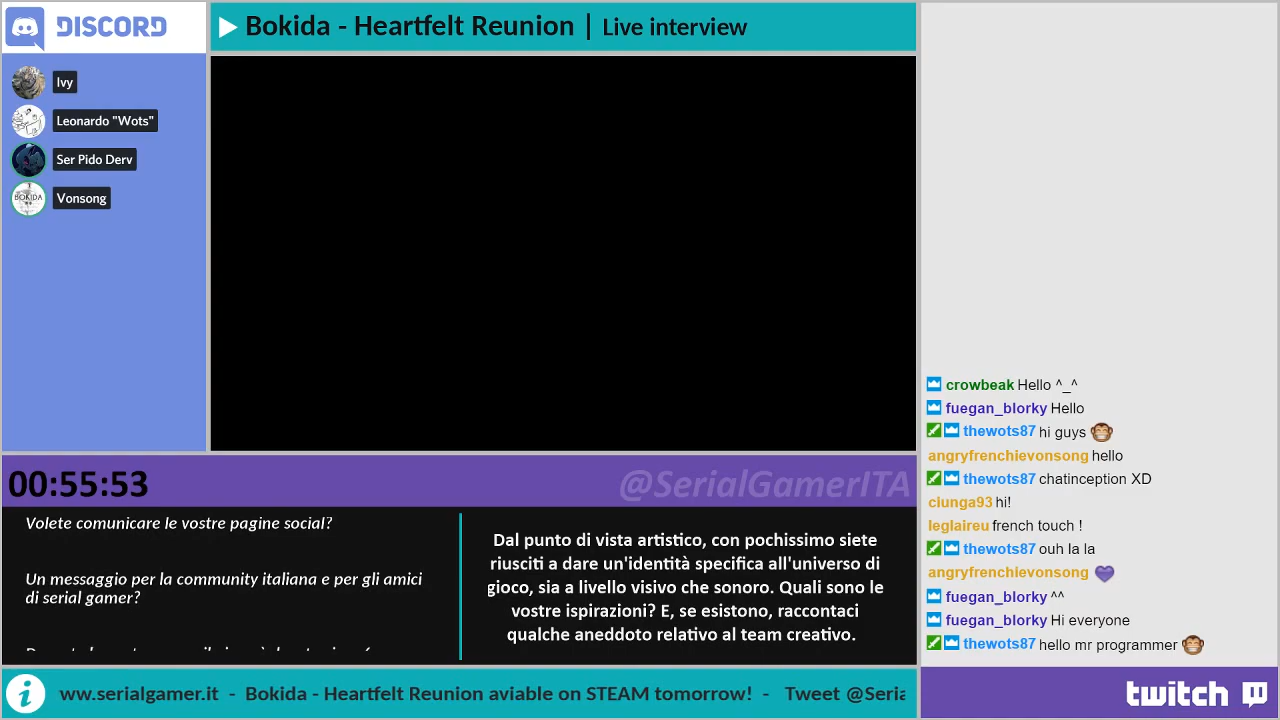 DISCORD
Bokida - Heartfelt Reunion | Live interview
Ivy
Leonardo "Wots"
Ser Pido Derv
BOKIDA
Vonsong
00:55:53
@SerialGamerITA
Volete comunicare le vostre pagine social?
Un messaggio per la community italiana e per gli amici
di serial gamer?
Dal punto di vista artistico, con pochissimo siete
riusciti a dare un'identità specifica all'universo di
gioco, sia a livello visivo che sonoro. Quali sono le
vostre ispirazioni? E, se esistono, raccontaci
qualche aneddoto relativo al team creativo.
ww.serialgamer.it - Bokida - Heartfelt Reunion aviable on STEAM tomorrow! - Tweet @Seria
crowbeak Hello ^_^
fuegan_blorky Hello
thewots87 hi guys
angryfrenchievonsong hello
thewots87 chatinception XD
ciunga93 hi!
leglaireu french touch !
thewots87 ouh la la
angryfrenchievonsong
fuegan_blorky ^^
fuegan_blorky Hi everyone
thewots87 hello mr programmer
twitch